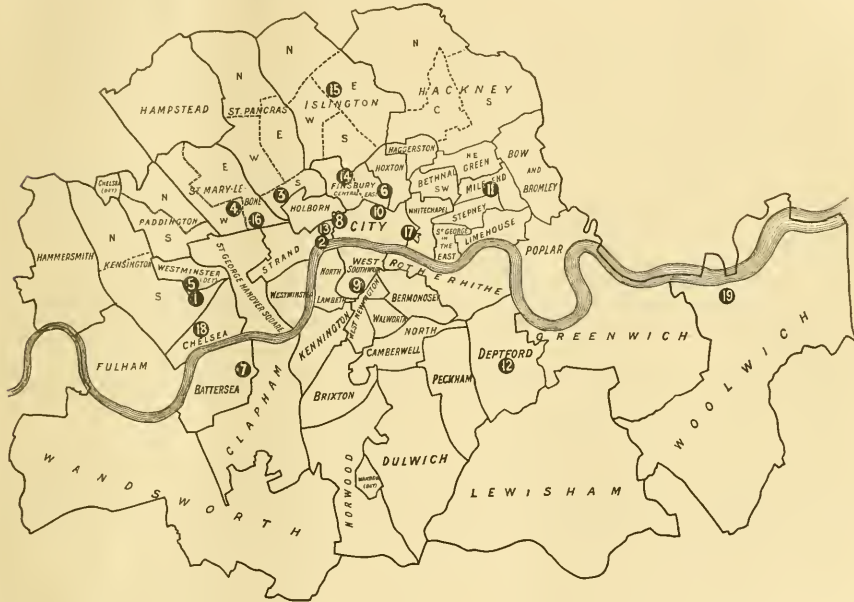 N
N
N
N
HACKNEY
C
S
HAMPSTEAD
ST. PANCRAS
E
W
15
E
ISLINGTON
W
S
E
W
S
HAGGERSTON
HOXTON
N.E.
GREEN
BETHNAL
SW
BOW
AND
BROMLEY
MILE END
11
STEPNEY
LIMEHOUSE
ST GEORGE
IN THE
EAST
WHITECHAPEL
CHELSEA
(DET)
E
ST MARY-LE-
BONE
W
4
16
3
HOLBORN
14
FINSBURY
CENTRAL
EAST
6
8
10
CITY
13
2
17
POPLAR
N
PADDINGTON
S
HAMMERSMITH
N
KENSINGTON
S
WESTMINSTER
(DET)
5
1
ST GEORGE HANOVER SQUARE
STRAND
WESTMINSTER
18
CHELSEA
NORTH
LAMBETH
WEST
SOUTHWK
9
ROTHERHITHE
BERMONDSEY
WEST NEWINGTON
WALWORTH
KENNINGTON
NORTH
CAMBERWELL
FULHAM
7
BATTERSEA
CLAPHAM
BRIXTON
PECKHAM
DEPTFORD
12
GREENWICH
19
WOOLWICH
WANDSWORTH
NORWOOD
DULWICH
LEWISHAM